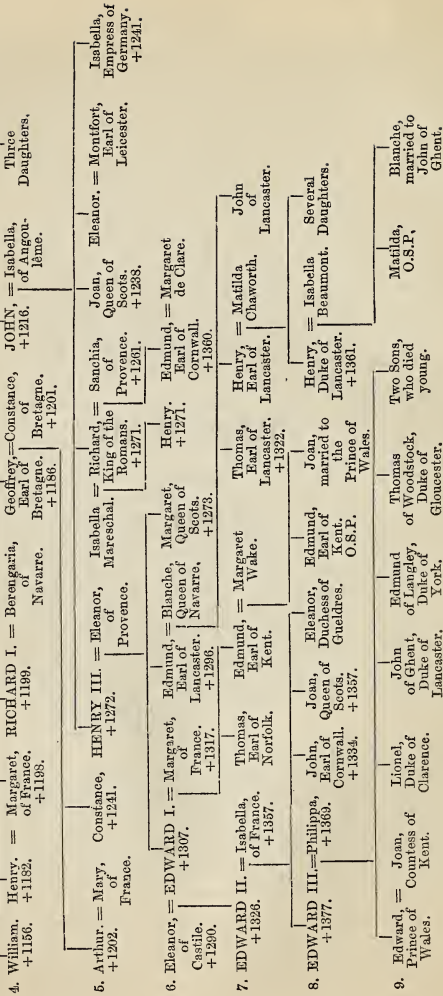 4. William. Henry. = Margaret, RICHARD I. = Berengaria Geoffrey,=Constance, JOHN, = Isabella, Three
+1156. +1182. of France. +1199. of Earl of of +1216. of Angou- Daughters.
+1198. Navarre. Bretagne. Bretagne. lême.
+1186. +1201.
5. Arthur. = Mary, Constance, HENRY III. = Eleanor, Isabella = Richard, = Sanchia Joan, Eleanor. = Montfort, Isabella,
+1202. of +1241. +1272. of Mareschal. King of the of Queen of Earl of Empress of
France. Provence. Romans. Provence. Scots. Leicester. Germany.
+1271. +1261. +1238. +1241.
6. Eleanor, = EDWARD I. = Margaret, Edmund, = Blanche, Margaret, Henry. Edmund, = Margaret
of +1307. of Earl of Queen of Queen of +1271. Earl of de Clare.
Castile. France. Lancaster. Navarre. Scots. Cornwall.
+1290. +1317. +1296. +1273. +1360.
7. EDWARD II. = Isabella, Thomas, Edmund, = Margaret Thomas, Henry, = Matilda John
+1326. of France. Earl of Earl of Wake. Earl of Earl of Chaworth. of
+1357. Norfolk. Kent. Lancaster. Lancaster. Lancaster.
+1322.
8. EDWARD III.=Philippa, John, Joan, Eleanor, Edmund, Joan, Henry, = Isabella Several
+1377. +1369. Earl of Queen of Duchess of Earl of married to Duke of Beaumont. Daughters.
Cornwall. Scots. Gueldres. Kent. the Lancaster.
+1334. +1357. O.S.P. Prince of +1361.
Wales.
9. Edward, = Joan, Lionel, John Edmund Thomas Two Sons, Matilda, Blanche,
Prince of Countess of Duke of of Ghent, of Langley, of Woodstock, who died O.S.P. married to
Wales. Kent. Clarence. Duke of Duke of Duke of young. John of
Lancaster. York. Gloucester. Ghent.